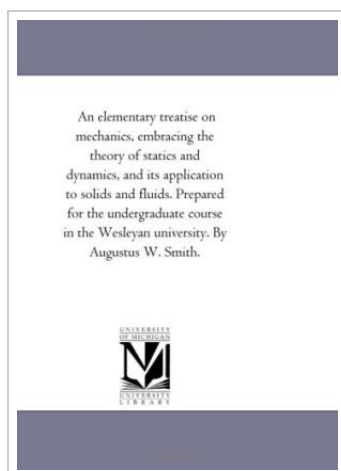 An elementary treatise on
mechanics, embracing the
theory of statics and
dynamics, and its application
to solids and fluids. Prepared
for the undergraduate course
in the Wesleyan university. By
Augustus W. Smith.
UNIVERSITY
OF MICHIGAN
M
UNIVERSITY
LIBRARY